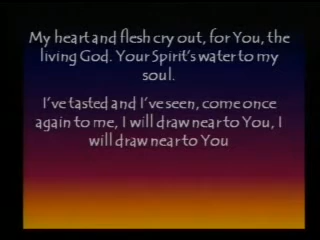 My heart and flesh cry out, for You, the
living God. Your Spirit's water to my
soul.
I've tasted and I've seen, come once
again to me, I will draw near to You, I
will draw near to You